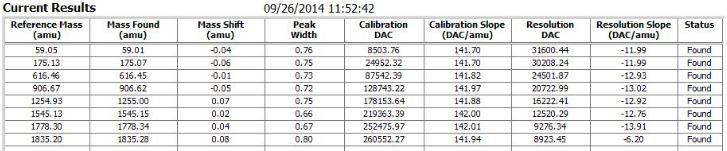 Current Results 09/26/2014 11:52:42
Reference Mass (amu) Mass Found (amu) Mass Shift (amu) Peak Width Calibration DAC Calibration Slope (DAC/amu) Resolution DAC Resolution Slope (DAC/amu) Status
59.05 59.01 -0.04 0.76 8503.76 141.70 31600.44 -11.99 Found
175.13 175.07 -0.06 0.75 24952.32 141.70 30208.24 -11.99 Found
616.46 616.45 -0.01 0.73 87542.39 141.82 24501.87 -12.93 Found
906.67 906.62 -0.05 0.72 128743.22 141.97 20722.99 -13.02 Found
1254.93 1255.00 0.07 0.75 178153.64 141.88 16222.41 -12.92 Found
1545.13 1545.15 0.02 0.66 219363.39 142.00 12520.29 -12.76 Found
1778.30 1778.34 0.04 0.67 252475.97 142.01 9276.34 -13.91 Found
1835.20 1835.28 0.08 0.80 260552.27 141.94 8923.45 -6.20 Found